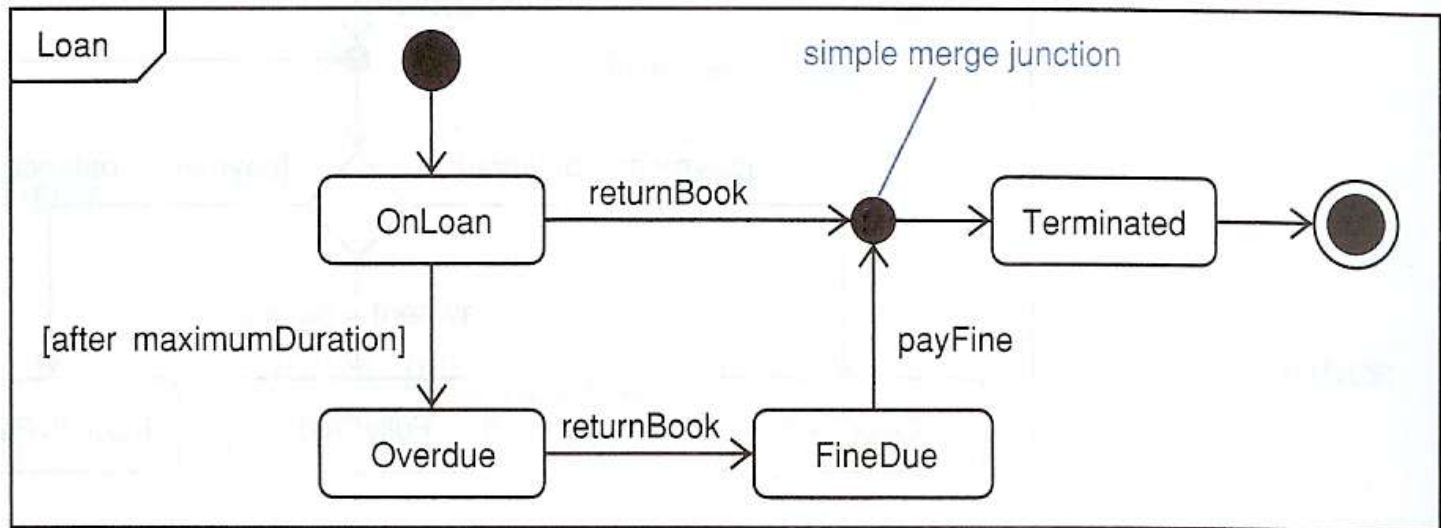 Loan
simple merge junction
returnBook
OnLoan
Terminated
[after maximumDuration]
payFine
returnBook
Overdue
FineDue